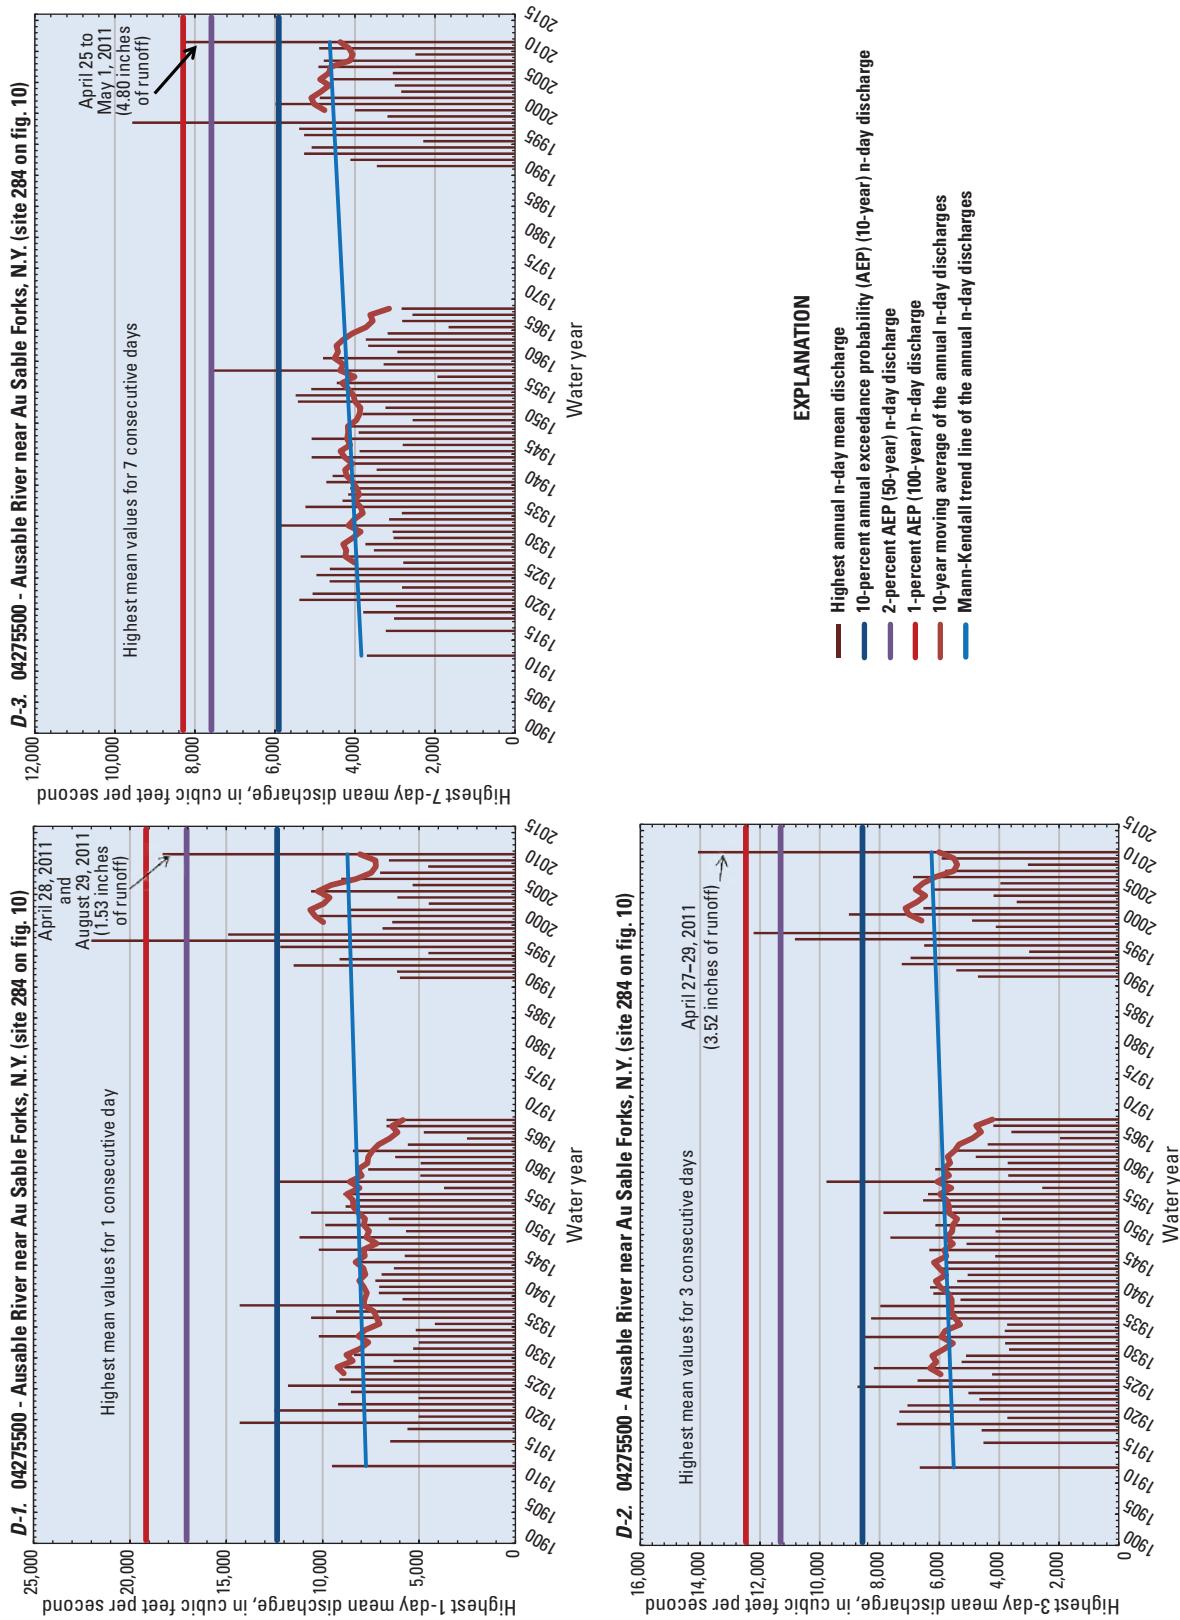 D-1. 04275500 - Ausable River near Au Sable Forks, N.Y. (site 284 on fig. 10)
25,000
20,000
15,000
10,000
5,000
0
Highest 1-day mean discharge, in cubic feet per second
Highest mean values for 1 consecutive day
April 28, 2011
and
August 29, 2011
(1.53 inches
of runoff)
1900 1905 1910 1915 1920 1925 1930 1935 1940 1945 1950 1955 1960 1965 1970 1975 1980 1985 1990 1995 2000 2005 2010 2015
Water year
D-3. 04275500 - Ausable River near Au Sable Forks, N.Y. (site 284 on fig. 10)
12,000
10,000
8,000
6,000
4,000
2,000
0
Highest 7-day mean discharge, in cubic feet per second
Highest mean values for 7 consecutive days
April 25 to
May 1, 2011
(4.80 inches
of runoff)
1900 1905 1910 1915 1920 1925 1930 1935 1940 1945 1950 1955 1960 1965 1970 1975 1980 1985 1990 1995 2000 2005 2010 2015
Water year
D-2. 04275500 - Ausable River near Au Sable Forks, N.Y. (site 284 on fig. 10)
16,000
14,000
12,000
10,000
8,000
6,000
4,000
2,000
0
Highest 3-day mean discharge, in cubic feet per second
Highest mean values for 3 consecutive days
April 27–29, 2011
(3.52 inches of runoff)
1900 1905 1910 1915 1920 1925 1930 1935 1940 1945 1950 1955 1960 1965 1970 1975 1980 1985 1990 1995 2000 2005 2010 2015
Water year
EXPLANATION
Highest annual n-day mean discharge
10-percent annual exceedance probability (AEP) (10-year) n-day discharge
2-percent AEP (50-year) n-day discharge
1-percent AEP (100-year) n-day discharge
10-year moving average of the annual n-day discharges
Mann-Kendall trend line of the annual n-day discharges